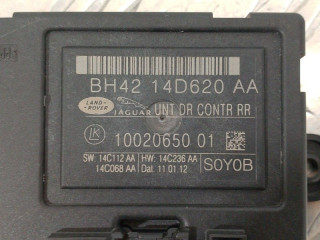 BH42 14D620 AA
LAND ROVER JAGUAR UNT DR CONTR RR
IK 10020650 01
SW: 14C112 AA HW: 14C236 AA S0Y0B
14C068 AA Dat: 11 01 12